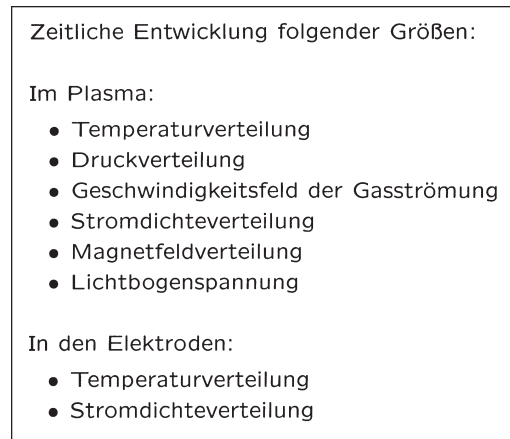 Zeitliche Entwicklung folgender Größen:
Im Plasma:
• Temperaturverteilung
• Druckverteilung
• Geschwindigkeitsfeld der Gasströmung
• Stromdichteverteilung
• Magnetfeldverteilung
• Lichtbogenspannung
In den Elektroden:
• Temperaturverteilung
• Stromdichteverteilung